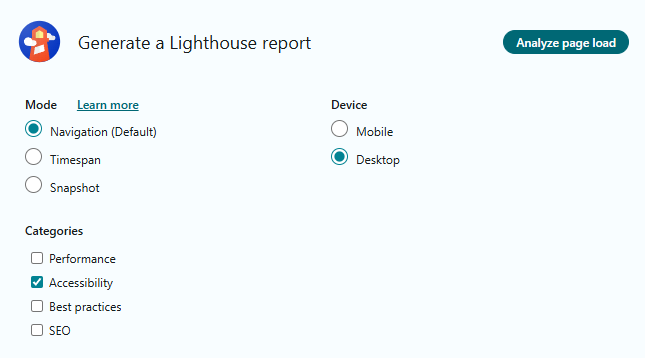 Generate a Lighthouse report
Analyze page load
Mode Learn more
Navigation (Default)
Timespan
Snapshot
Device
Mobile
Desktop
Categories
Performance
Accessibility
Best practices
SEO